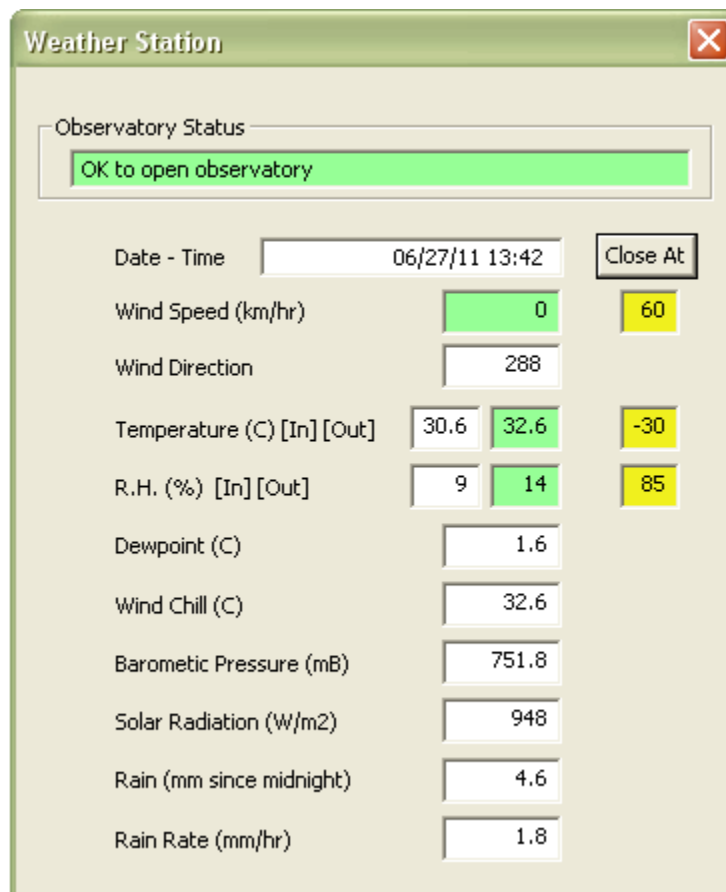 Weather Station
Observatory Status
OK to open observatory
Date - Time 06/27/11 13:42 Close At
Wind Speed (km/hr) 0 60
Wind Direction 288
Temperature (C) [In] [Out] 30.6 32.6 -30
R.H. (%) [In] [Out] 9 14 85
Dewpoint (C) 1.6
Wind Chill (C) 32.6
Barometic Pressure (mB) 751.8
Solar Radiation (W/m2) 948
Rain (mm since midnight) 4.6
Rain Rate (mm/hr) 1.8